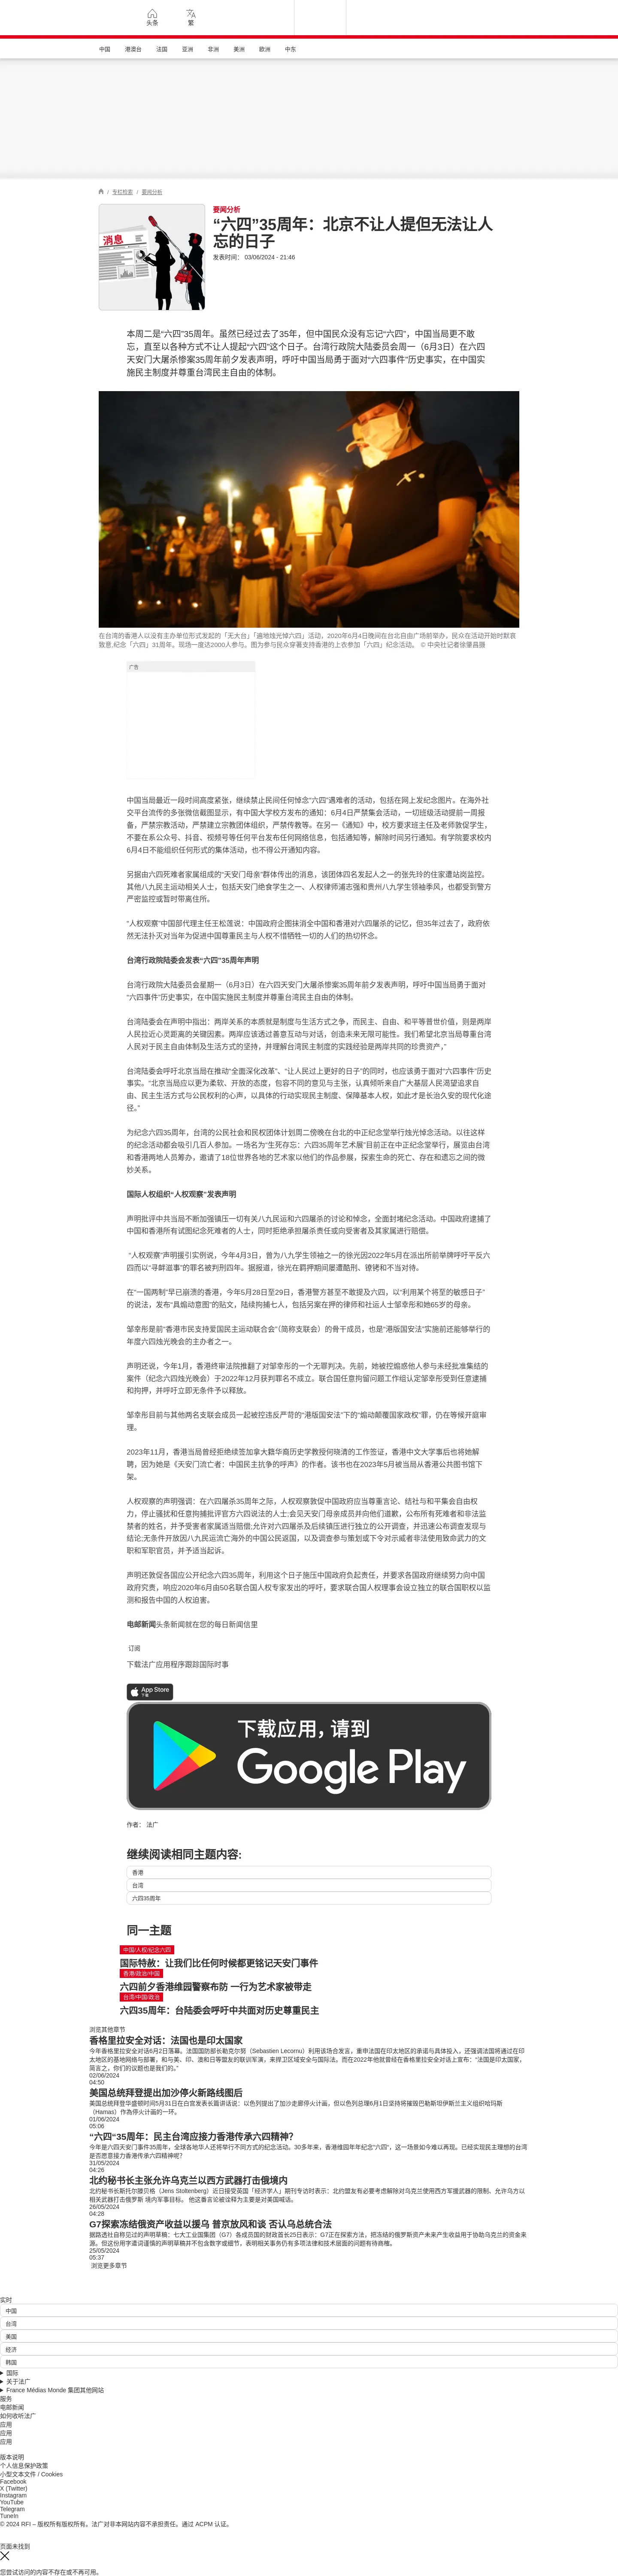 头条
繁
中国
港澳台
法国
亚洲
非洲
美洲
欧洲
中东
/ 专栏检索 / 要闻分析
消息
要闻分析
“六四”35周年：北京不让人提但无法让人
忘的日子
发表时间： 03/06/2024 - 21:46
本周二是“六四”35周年。虽然已经过去了35年，但中国民众没有忘记“六四”，中国当局更不敢
忘，直至以各种方式不让人提起“六四”这个日子。台湾行政院大陆委员会周一（6月3日）在六四
天安门大屠杀惨案35周年前夕发表声明，呼吁中国当局勇于面对“六四事件”历史事实，在中国实
施民主制度并尊重台湾民主自由的体制。
在台湾的香港人以没有主办单位形式发起的「无大台」「遍地烛光悼六四」活动，2020年6月4日晚间在台北自由广场前举办，民众在活动开始时默哀
致意,纪念「六四」31周年。现场一度达2000人参与。图为参与民众穿著支持香港的上衣参加「六四」纪念活动。 © 中央社记者徐肇昌摄
广告
中国当局最近一段时间高度紧张，继续禁止民间任何悼念“六四”遇难者的活动，包括在网上发纪念图片。在海外社
交平台流传的多张微信截图显示，有中国大学校方发布的通知：6月4日严禁集会活动，一切班级活动提前一周报
备，严禁宗教活动，严禁建立宗教团体组织，严禁传教等。在另一《通知》中，校方要求班主任及老师敦促学生，
不要在系公众号、抖音、视频号等任何平台发布任何网络信息，包括通知等，解除时间另行通知。有学院要求校内
6月4日不能组织任何形式的集体活动，也不得公开通知内容。
另据由六四死难者家属组成的“天安门母亲”群体传出的消息，该团体四名发起人之一的张先玲的住家遭站岗监控。
其他八九民主运动相关人士，包括天安门绝食学生之一、人权律师浦志强和贵州八九学生领袖季风，也都受到警方
严密监控或暂时带离住所。
“人权观察”中国部代理主任王松莲说：中国政府企图抹消全中国和香港对六四屠杀的记忆，但35年过去了，政府依
然无法扑灭对当年为促进中国尊重民主与人权不惜牺牲一切的人们的热切怀念。
台湾行政院陆委会发表“六四”35周年声明
台湾行政院大陆委员会星期一（6月3日）在六四天安门大屠杀惨案35周年前夕发表声明，呼吁中国当局勇于面对
“六四事件”历史事实，在中国实施民主制度并尊重台湾民主自由的体制。
台湾陆委会在声明中指出：两岸关系的本质就是制度与生活方式之争，而民主、自由、和平等普世价值，则是两岸
人民拉近心灵距离的关键因素。两岸应该透过善意互动与对话，创造未来无限可能性。我们希望北京当局尊重台湾
人民对于民主自由体制及生活方式的坚持，并理解台湾民主制度的实践经验是两岸共同的珍贵资产，”
台湾陆委会呼吁北京当局在推动“全面深化改革”、“让人民过上更好的日子”的同时，也应该勇于面对“六四事件”历史
事实。“北京当局应以更为柔软、开放的态度，包容不同的意见与主张，认真倾听来自广大基层人民渴望追求自
由、民主生活方式与公民权利的心声，以具体的行动实现民主制度、保障基本人权，如此才是长治久安的现代化途
径。”
为纪念六四35周年，台湾的公民社会和民权团体计划周二傍晚在台北的中正纪念堂举行烛光悼念活动。以往这样
的纪念活动都会吸引几百人参加。一场名为“生死存忘：六四35周年艺术展”目前正在中正纪念堂举行，展览由台湾
和香港两地人员筹办，邀请了18位世界各地的艺术家以他们的作品参展，探索生命的死亡、存在和遗忘之间的微
妙关系。
国际人权组织“人权观察”发表声明
声明批评中共当局不断加强镇压一切有关八九民运和六四屠杀的讨论和悼念，全面封堵纪念活动。中国政府逮捕了
中国和香港所有试图纪念死难者的人士，同时拒绝承担屠杀责任或向受害者及其家属进行赔偿。
“人权观察”声明援引实例说，今年4月3日，曾为八九学生领袖之一的徐光因2022年5月在派出所前举牌呼吁平反六
四而以“寻衅滋事”的罪名被判刑四年。据报道，徐光在羁押期间屡遭酷刑、镣铐和不当对待。
在“一国两制”早已崩溃的香港，今年5月28日至29日，香港警方甚至不敢提及六四，以“利用某个将至的敏感日子”
的说法，发布“具煽动意图”的贴文，陆续拘捕七人，包括另案在押的律师和社运人士邹幸彤和她65岁的母亲。
邹幸彤是前“香港市民支持爱国民主运动联合会”（简称支联会）的骨干成员，也是“港版国安法”实施前还能够举行的
年度六四烛光晚会的主办者之一。
声明还说，今年1月，香港终审法院推翻了对邹幸彤的一个无罪判决。先前，她被控煽惑他人参与未经批准集结的
案件（纪念六四烛光晚会）于2022年12月获判罪名不成立。联合国任意拘留问题工作组认定邹幸彤受到任意逮捕
和拘押，并呼吁立即无条件予以释放。
邹幸彤目前与其他两名支联会成员一起被控违反严苛的“港版国安法”下的“煽动颠覆国家政权”罪，仍在等候开庭审
理。
2023年11月，香港当局曾经拒绝续签加拿大籍华裔历史学教授何晓清的工作签证，香港中文大学事后也将她解
聘，因为她是《天安门流亡者：中国民主抗争的呼声》的作者。该书也在2023年5月被当局从香港公共图书馆下
架。
人权观察的声明强调：在六四屠杀35周年之际，人权观察敦促中国政府应当尊重言论、结社与和平集会自由权
力，停止骚扰和任意拘捕批评官方六四说法的人士;会见天安门母亲成员并向他们道歉，公布所有死难者和非法监
禁者的姓名，并予受害者家属适当赔偿;允许对六四屠杀及后续镇压进行独立的公开调查，并迅速公布调查发现与
结论;无条件开放因八九民运流亡海外的中国公民返国，以及调查参与策划或下令对示威者非法使用致命武力的文
职和军职官员，并予适当起诉。
声明还敦促各国应公开纪念六四35周年，利用这个日子施压中国政府负起责任，并要求各国政府继续努力向中国
政府究责，响应2020年6月由50名联合国人权专家发出的呼吁，要求联合国人权理事会设立独立的联合国职权以监
测和报告中国的人权迫害。
电邮新闻头条新闻就在您的每日新闻信里
订阅
下载法广应用程序跟踪国际时事
App Store
下载
下载应用，请到
Google Play
作者： 法广
继续阅读相同主题内容:
香港
台湾
六四35周年
同一主题
中国/人权/纪念六四
国际特赦：让我们比任何时候都更铭记天安门事件
香港/政治/中国
六四前夕香港维园警察布防 一行为艺术家被带走
台湾/中国/政治
六四35周年：台陆委会呼吁中共面对历史尊重民主
浏览其他章节
香格里拉安全对话：法国也是印太国家
今年香格里拉安全对话6月2日落幕。法国国防部长勒克尔努（Sebastien Lecornu）利用该场合发言，重申法国在印太地区的承诺与具体投入，还强调法国将通过在印
太地区的基地网络与部署，和与美、印、澳和日等盟友的联训军演，来捍卫区域安全与国际法。而在2022年他就曾经在香格里拉安全对话上宣布：“法国是印太国家，
简言之，你们的议题也是我们的。”
02/06/2024
04:50
美国总统拜登提出加沙停火新路线图后
美国总统拜登华盛顿时间5月31日在白宫发表长篇讲话说：以色列提出了加沙走廊停火计画，但以色列总理6月1日坚持将摧毁巴勒斯坦伊斯兰主义组织哈玛斯
（Hamas）作为停火计画的一环。
01/06/2024
05:06
“六四“35周年：民主台湾应接力香港传承六四精神？
今年是六四天安门事件35周年，全球各地华人还将举行不同方式的纪念活动。30多年来，香港维园年年纪念“六四”，这一场景如今难以再现。已经实现民主理想的台湾
是否愿意接力香港传承六四精神呢？
31/05/2024
04:26
北约秘书长主张允许乌克兰以西方武器打击俄境内
北约秘书长斯托尔滕贝格（Jens Stoltenberg）近日接受英国「经济学人」期刊专访时表示：北约盟友有必要考虑解除对乌克兰使用西方军援武器的限制、允许乌方以
相关武器打击俄罗斯 境内军事目标。 他这番言论被诠释为主要是对美国喊话。
26/05/2024
04:28
G7探索冻结俄资产收益以援乌 普京放风和谈 否认乌总统合法
据路透社自称见过的声明草稿：七大工业国集团（G7）各成员国的财政首长25日表示：G7正在探索方法，把冻结的俄罗斯资产未来产生收益用于协助乌克兰的资金来
源。但这份用字遣词谨慎的声明草稿并不包含数字或细节，表明相关事务仍有多项法律和技术层面的问题有待商榷。
25/05/2024
05:37
浏览更多章节
实时
中国
台湾
美国
经济
韩国
国际
关于法广
France Médias Monde 集团其他网站
服务
电邮新闻
如何收听法广
应用
应用
应用
版本说明
个人信息保护政策
小型文本文件 / Cookies
Facebook
X (Twitter)
Instagram
YouTube
Telegram
TuneIn
© 2024 RFI – 版权所有版权所有。法广对非本网站内容不承担责任。通过 ACPM 认证。
页面未找到
您尝试访问的内容不存在或不再可用。